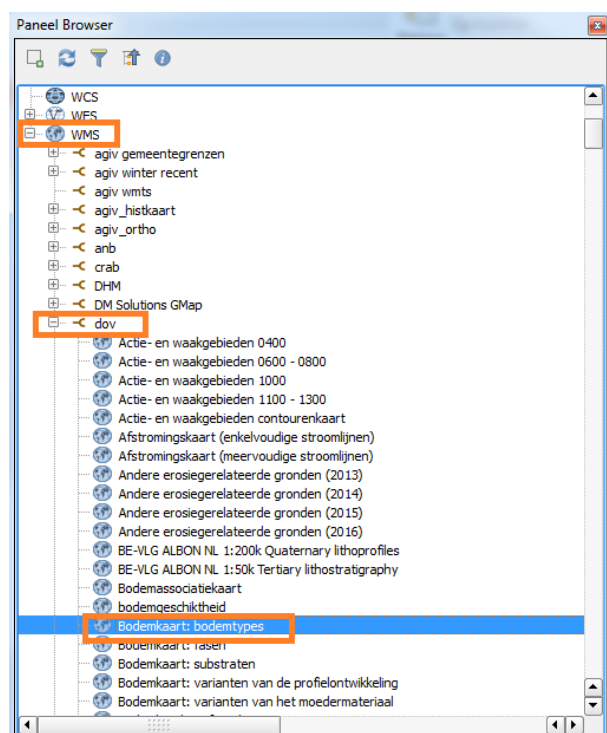 Paneel Browser
WCS
WFS
WMS
agiv gemeentegrenzen
agiv winter recent
agiv wmts
agiv_histkaart
agiv_ortho
anb
crab
DHM
DM Solutions GMap
dov
Actie- en waakgebieden 0400
Actie- en waakgebieden 0600 - 0800
Actie- en waakgebieden 1000
Actie- en waakgebieden 1100 - 1300
Actie- en waakgebieden contourenkaart
Afstromingskaart (enkelvoudige stroomlijnen)
Afstromingskaart (meervoudige stroomlijnen)
Andere erosiegerelateerde gronden (2013)
Andere erosiegerelateerde gronden (2014)
Andere erosiegerelateerde gronden (2015)
Andere erosiegerelateerde gronden (2016)
BE-VLG ALBON NL 1:200k Quaternary lithoprofiles
BE-VLG ALBON NL 1:50k Tertiary lithostratigraphy
Bodemassociatiekaart
bodemgeschiktheid
Bodemkaart: bodemtypes
Bodemkaart: fasen
Bodemkaart: substraten
Bodemkaart: varianten van de profielontwikkeling
Bodemkaart: varianten van het moedermateriaal